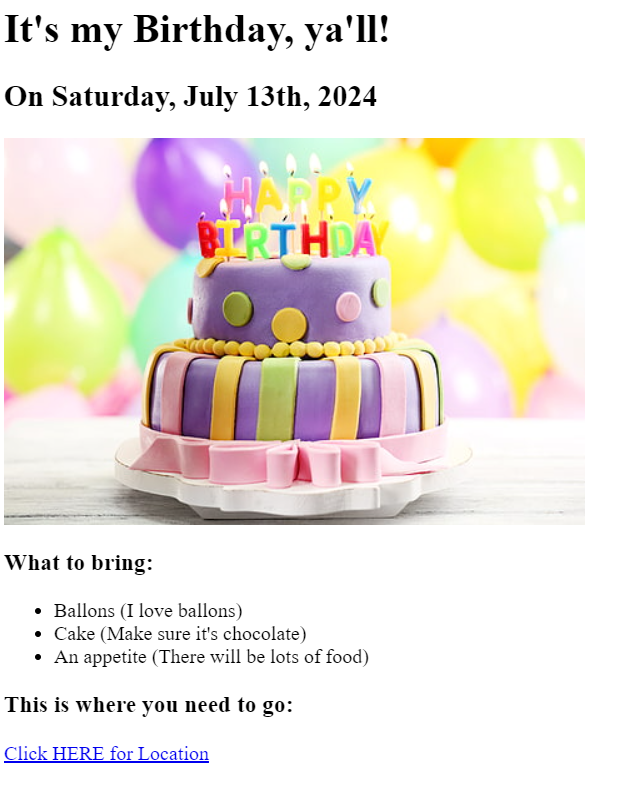 It's my Birthday, ya'll!
On Saturday, July 13th, 2024
HAPPY
BIRTHDAY
What to bring:
Ballons (I love ballons)
Cake (Make sure it's chocolate)
An appetite (There will be lots of food)
This is where you need to go:
Click HERE for Location